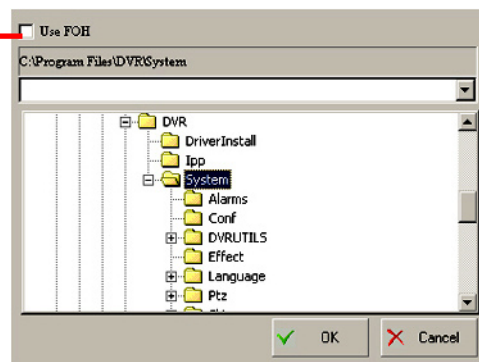 Use FOH
C:\Program Files\DVR\System
DVR
DriverInstall
Ipp
System
Alarms
Conf
DVRUTILS
Effect
Language
Ptz
OK Cancel